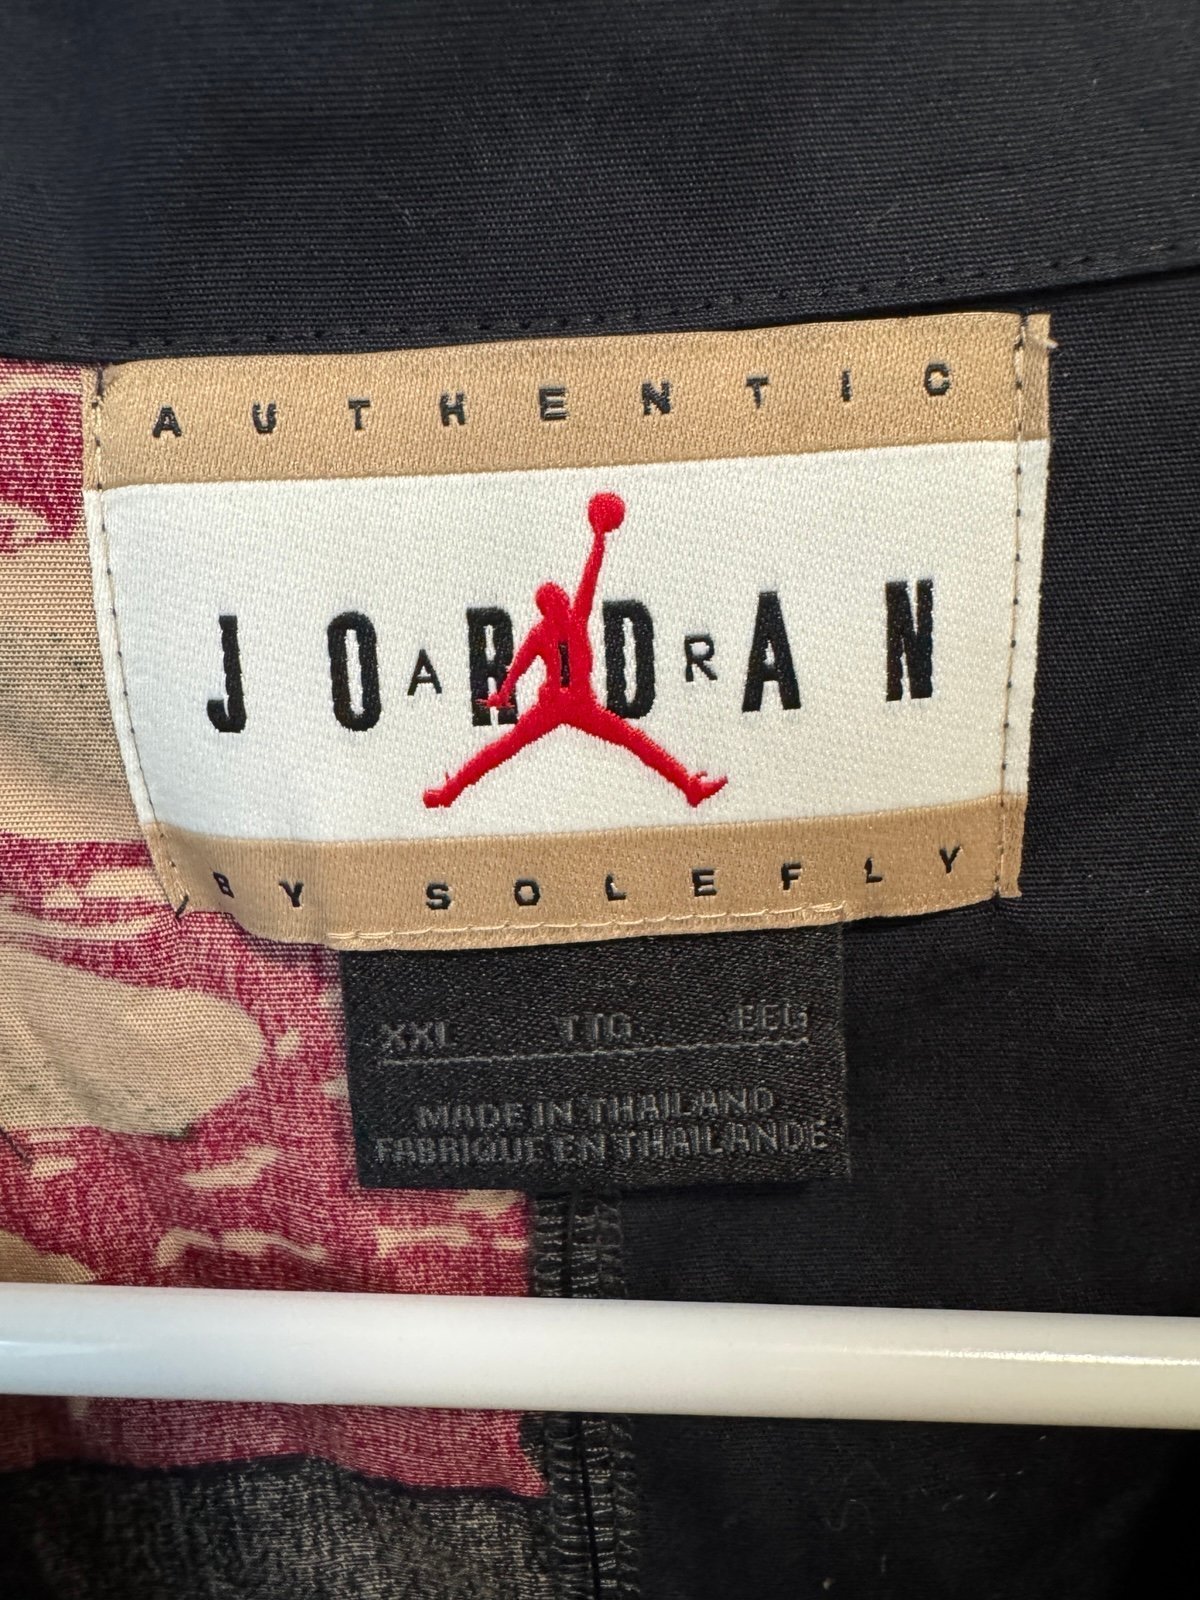 AUTHENTIC
JORDAN
AIR
BY SOLEFLY
XXL TTG EEG
MADE IN THAILAND
FABRIQUE EN THAILANDE